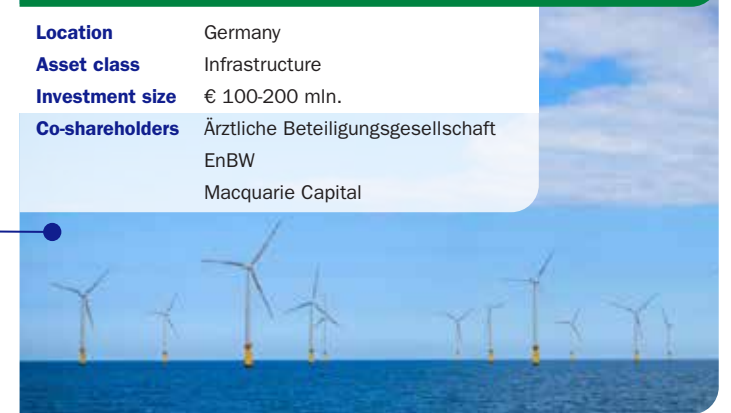 Location Germany
Asset class Infrastructure
Investment size € 100-200 mln.
Co-shareholders Ärztliche Beteiligungsgesellschaft
EnBW
Macquarie Capital